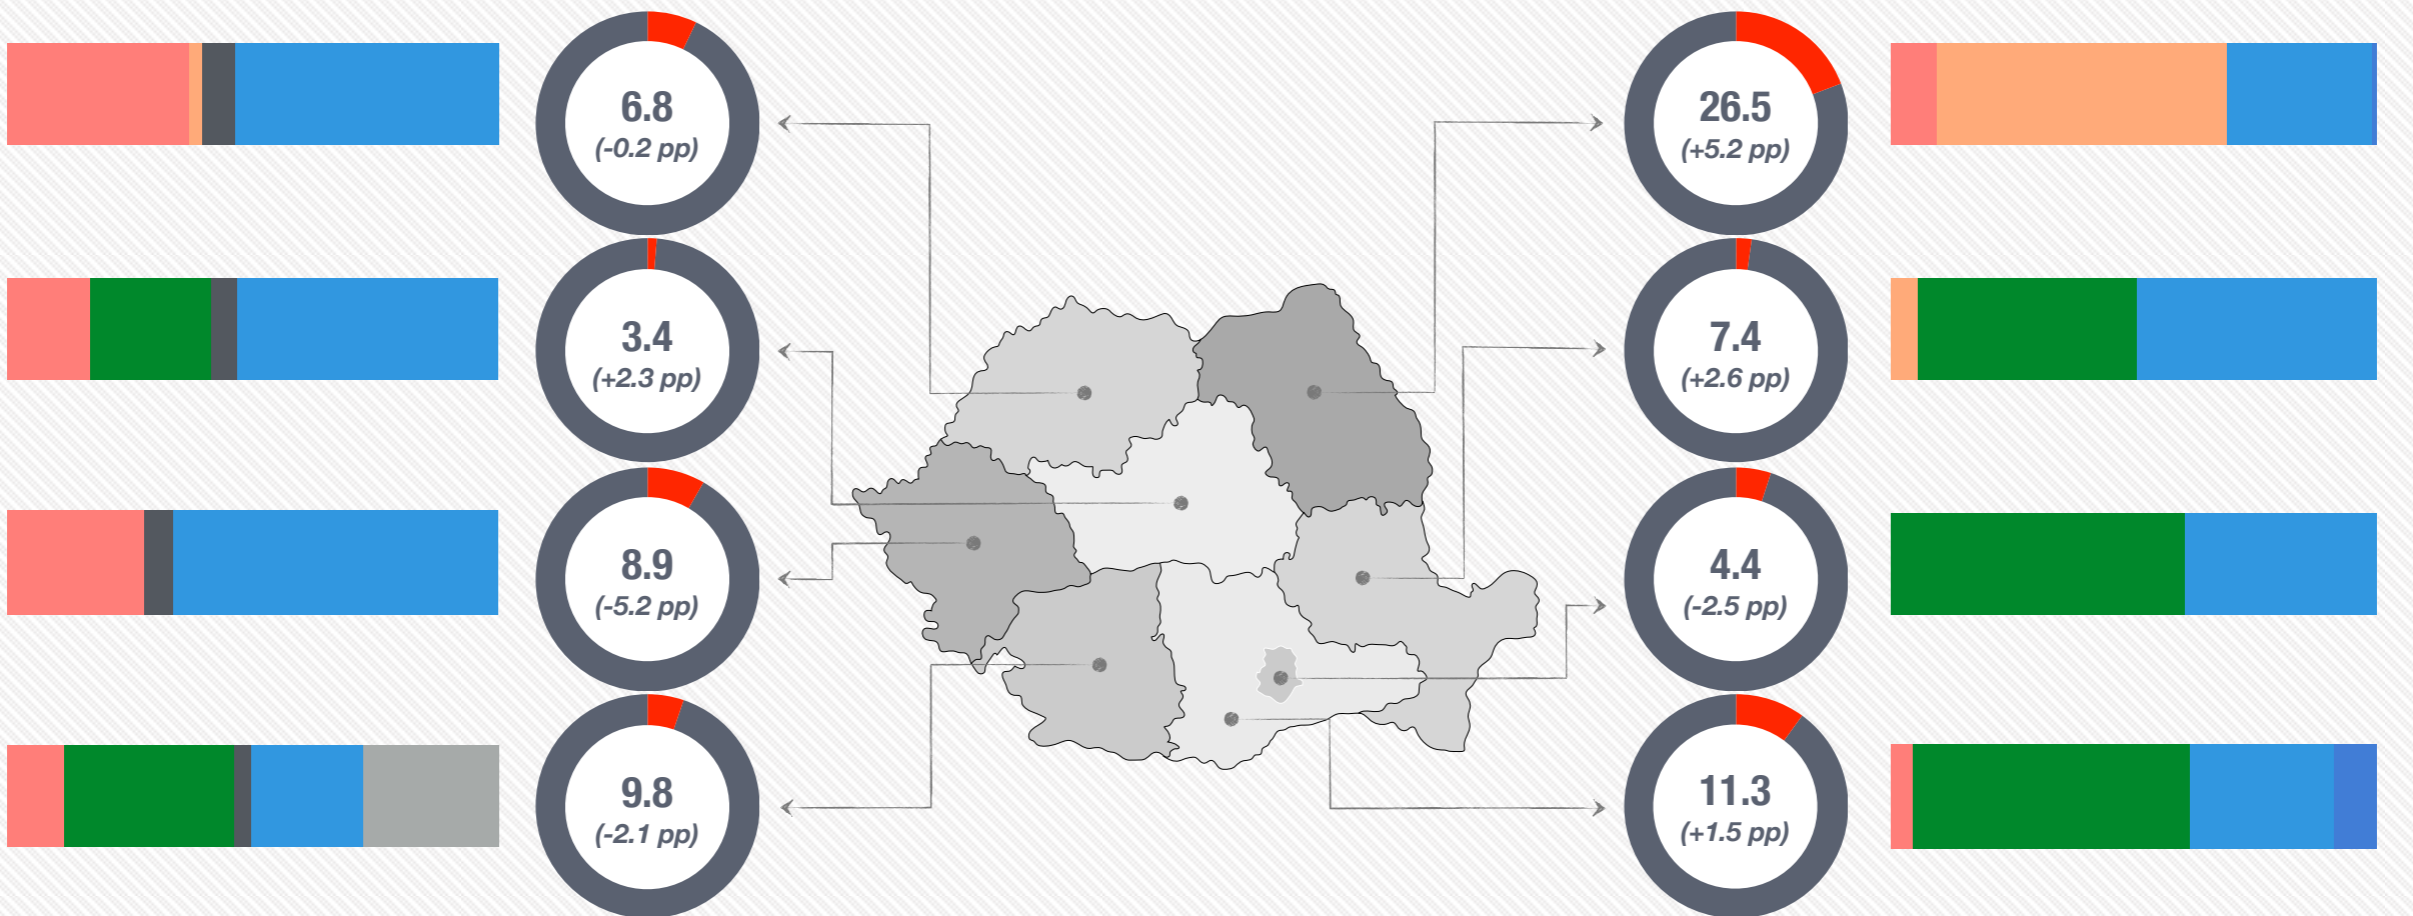 6.8
(-0.2 pp)
3.4
(+2.3 pp)
8.9
(-5.2 pp)
9.8
(-2.1 pp)
26.5
(+5.2 pp)
7.4
(+2.6 pp)
4.4
(-2.5 pp)
11.3
(+1.5 pp)